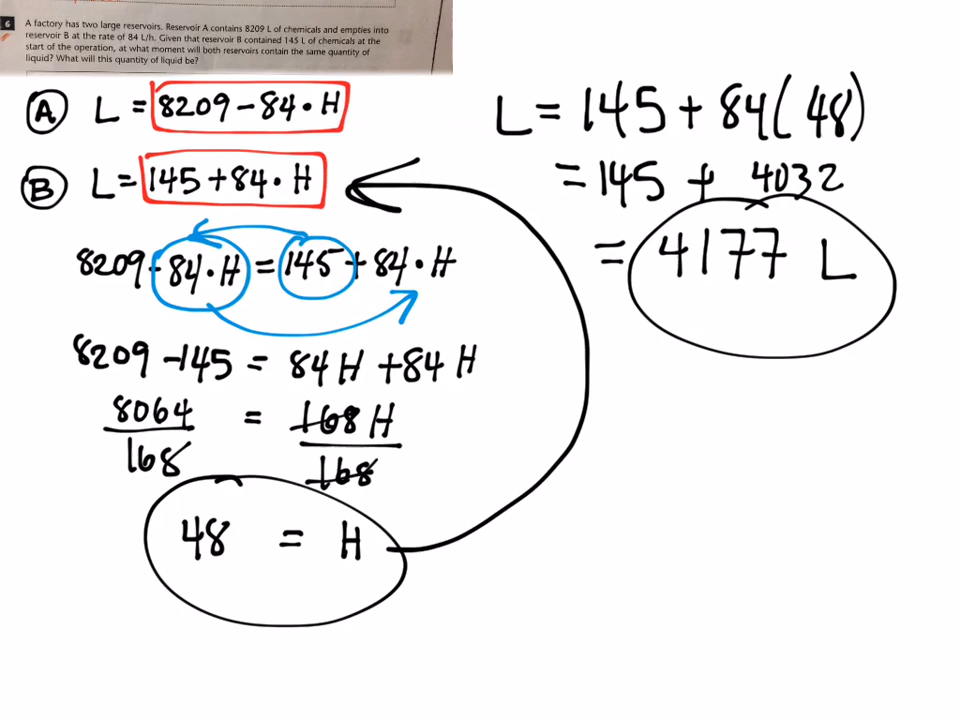 6 A factory has two large reservoirs. Reservoir A contains 8209 L of chemicals and empties into
reservoir B at the rate of 84 L/h. Given that reservoir B contained 145 L of chemicals at the
start of the operation, at what moment will both reservoirs contain the same quantity of
liquid? What will this quantity of liquid be?
A L = 8209 - 84 • H
B L = 145 + 84 • H
8209 - 84 • H = 145 + 84 • H
8209 - 145 = 84 H + 84 H
8064 = 168 H
168 168
48 = H
L = 145 + 84 ( 48 )
= 145 + 4032
= 4177 L